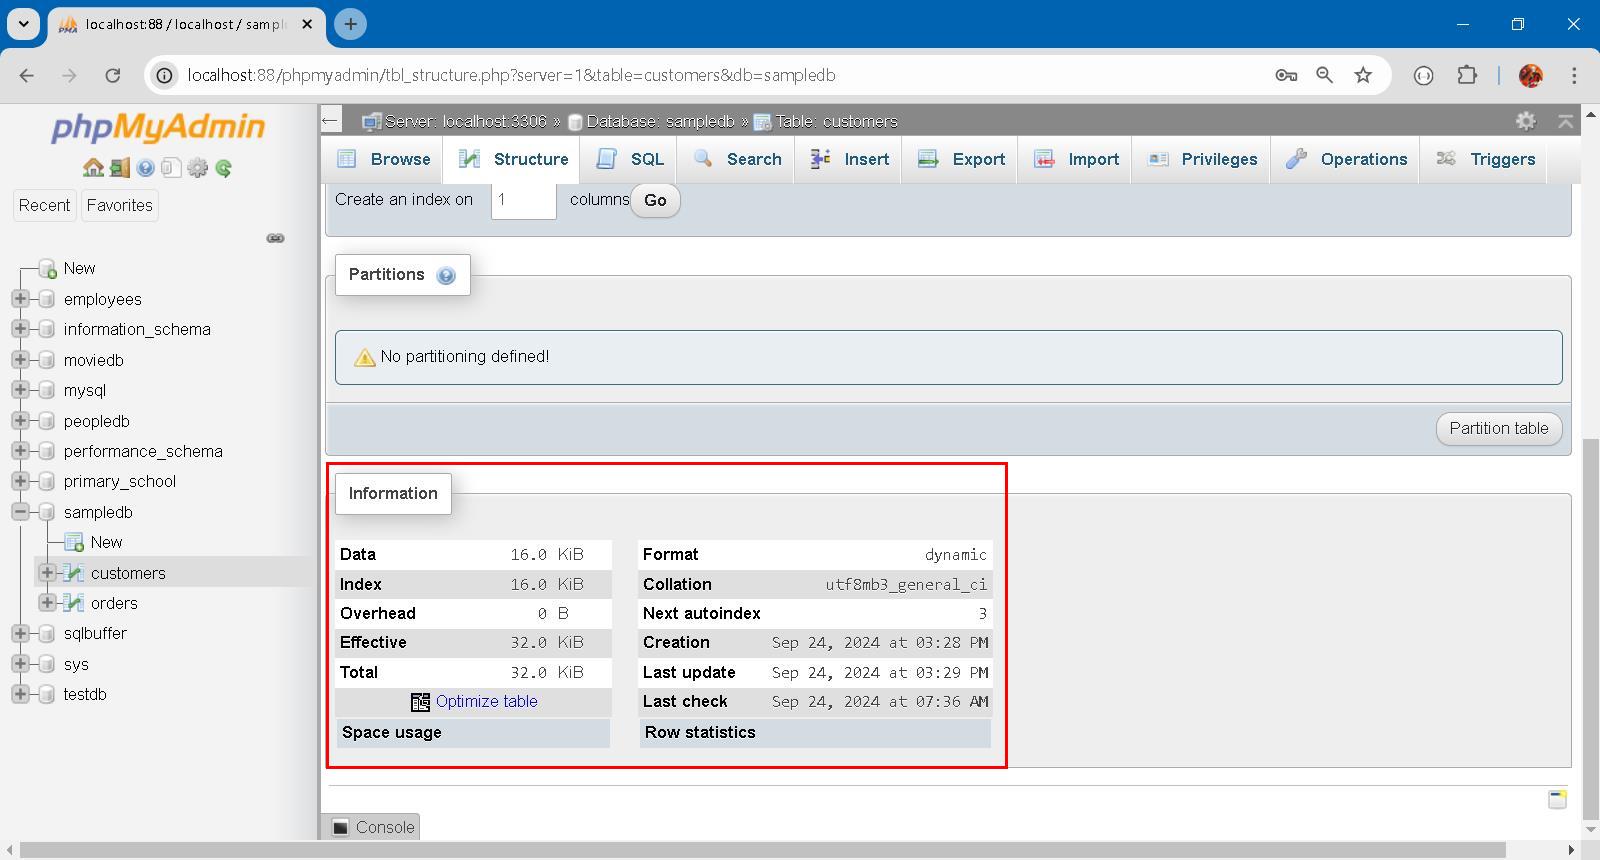 localhost:88 / localhost / sampl
localhost:88/phpmyadmin/tbl_structure.php?server=1&table=customers&db=sampledb
phpMyAdmin
Recent Favorites
New
employees
information_schema
moviedb
mysql
peopledb
performance_schema
primary_school
sampledb
New
customers
orders
sqlbuffer
sys
testdb
Server: localhost:3306 » Database: sampledb » Table: customers
Browse Structure SQL Search Insert Export Import Privileges Operations Triggers
Create an index on 1 columns Go
Partitions
No partitioning defined!
Partition table
Information
Data 16.0 KiB
Index 16.0 KiB
Overhead 0 B
Effective 32.0 KiB
Total 32.0 KiB
Optimize table
Space usage
Format dynamic
Collation utf8mb3_general_ci
Next autoindex 3
Creation Sep 24, 2024 at 03:28 PM
Last update Sep 24, 2024 at 03:29 PM
Last check Sep 24, 2024 at 07:36 AM
Row statistics
Console